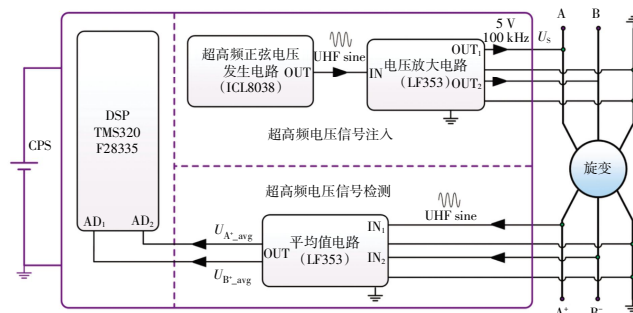 5 V
100 kHz
U_S
A
B
超高频正弦电压
发生电路
(ICL8038)
OUT
UHF sine
IN
电压放大电路
(LF353)
OUT₁
OUT₂
DSP
TMS320
F28335
CPS
超高频电压信号注入
旋变
超高频电压信号检测
UHF sine
AD₁
AD₂
U_{A⁺_avg}
U_{B⁺_avg}
OUT
平均值电路
(LF353)
IN₁
IN₂
A⁺
B⁻